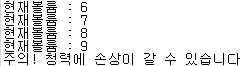 현재볼륨 : 6
현재볼륨 : 7
현재볼륨 : 8
현재볼륨 : 9
주의! 청력에 손상이 갈 수 있습니다